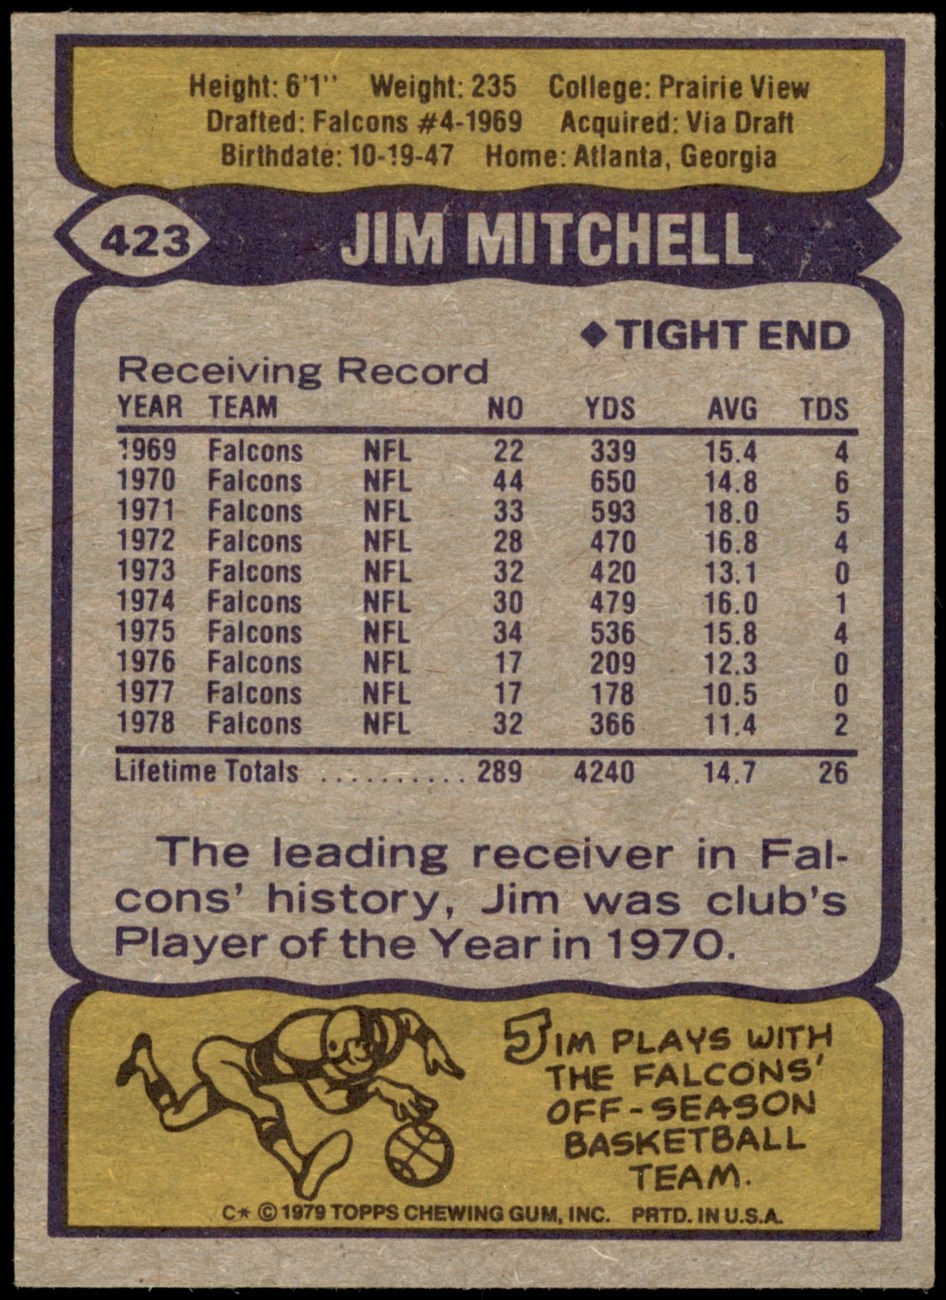 Height: 6'1" Weight: 235 College: Prairie View
Drafted: Falcons #4-1969 Acquired: Via Draft
Birthdate: 10-19-47 Home: Atlanta, Georgia
423 JIM MITCHELL
◆ TIGHT END
Receiving Record
YEAR TEAM NO YDS AVG TDS
1969 Falcons NFL 22 339 15.4 4
1970 Falcons NFL 44 650 14.8 6
1971 Falcons NFL 33 593 18.0 5
1972 Falcons NFL 28 470 16.8 4
1973 Falcons NFL 32 420 13.1 0
1974 Falcons NFL 30 479 16.0 1
1975 Falcons NFL 34 536 15.8 4
1976 Falcons NFL 17 209 12.3 0
1977 Falcons NFL 17 178 10.5 0
1978 Falcons NFL 32 366 11.4 2
Lifetime Totals .......... 289 4240 14.7 26
The leading receiver in Fal-
cons' history, Jim was club's
Player of the Year in 1970.
JIM PLAYS WITH
THE FALCONS'
OFF-SEASON
BASKETBALL
TEAM.
C* © 1979 TOPPS CHEWING GUM, INC. PRTD. IN U.S.A.